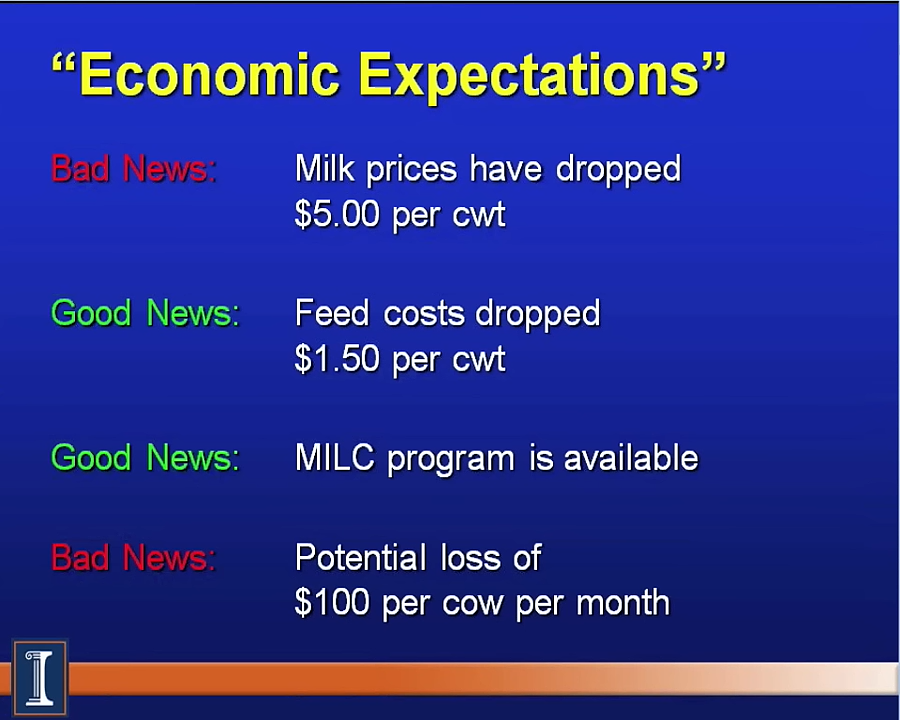 “Economic Expectations”
Bad News: Milk prices have dropped
$5.00 per cwt
Good News: Feed costs dropped
$1.50 per cwt
Good News: MILC program is available
Bad News: Potential loss of
$100 per cow per month
I